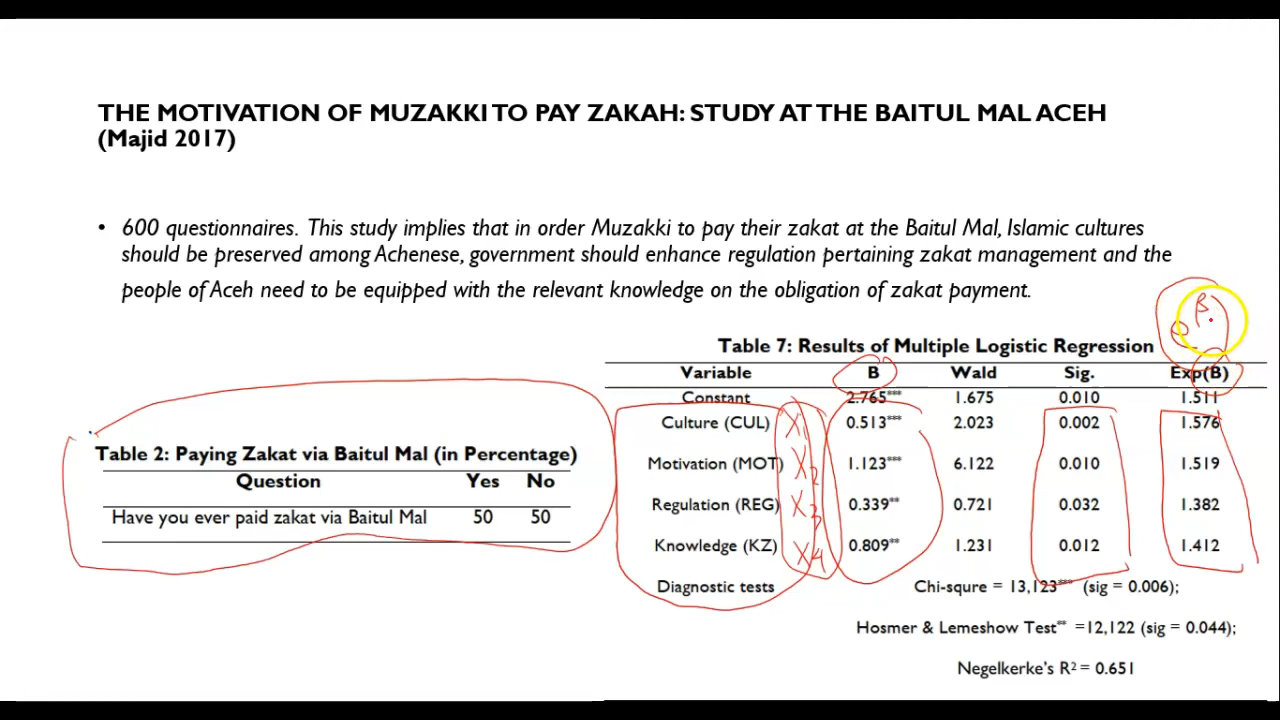 THE MOTIVATION OF MUZAKKI TO PAY ZAKAH: STUDY AT THE BAITUL MAL ACEH
(Majid 2017)
• 600 questionnaires. This study implies that in order Muzakki to pay their zakat at the Baitul Mal, Islamic cultures
should be preserved among Achenese, government should enhance regulation pertaining zakat management and the
people of Aceh need to be equipped with the relevant knowledge on the obligation of zakat payment.
Table 2: Paying Zakat via Baitul Mal (in Percentage)
Question Yes No
Have you ever paid zakat via Baitul Mal 50 50
Table 7: Results of Multiple Logistic Regression
Variable B Wald Sig. Exp(B)
Constant 2.765*** 1.675 0.010 1.511
Culture (CUL) X1 0.513*** 2.023 0.002 1.576
Motivation (MOT) X2 1.123*** 6.122 0.010 1.519
Regulation (REG) X3 0.339** 0.721 0.032 1.382
Knowledge (KZ) X4 0.809** 1.231 0.012 1.412
Diagnostic tests Chi-squre = 13,123*** (sig = 0.006);
Hosmer & Lemeshow Test** =12,122 (sig = 0.044);
Negelkerke's R² = 0.651